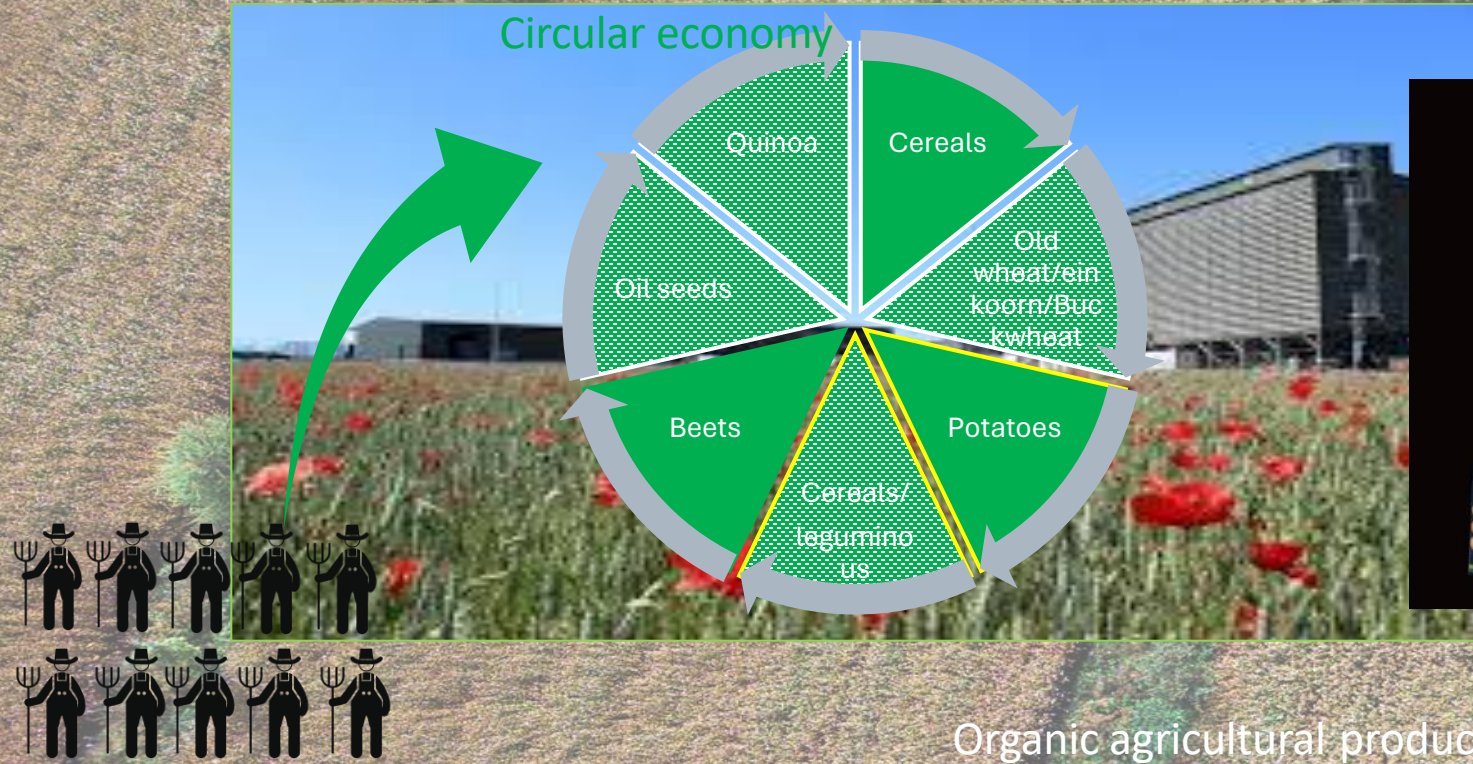 Circular economy
Quinoa
Cereals
Old
wheat/ein
koorn/Buc
kwheat
Oil seeds
Beets
Potatoes
Cereals/
legumino
us
Organic agricultural produc